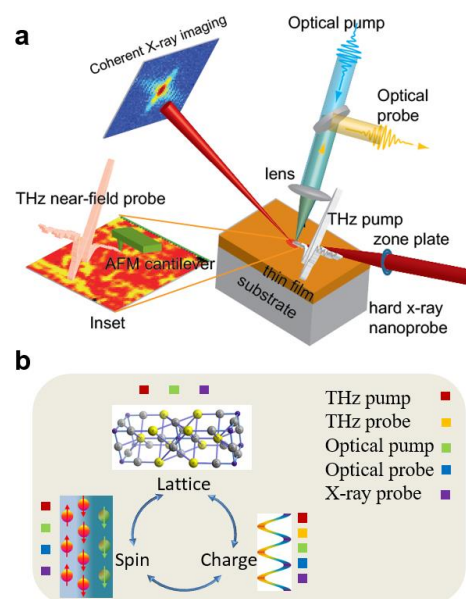 a
Coherent X-ray imaging
Optical pump
Optical
probe
lens
THz near-field probe
THz pump
zone plate
AFM cantilever
thin film
substrate
hard x-ray
nanoprobe
Inset
b
THz pump
THz probe
Optical pump
Optical probe
X-ray probe
Lattice
Spin
Charge